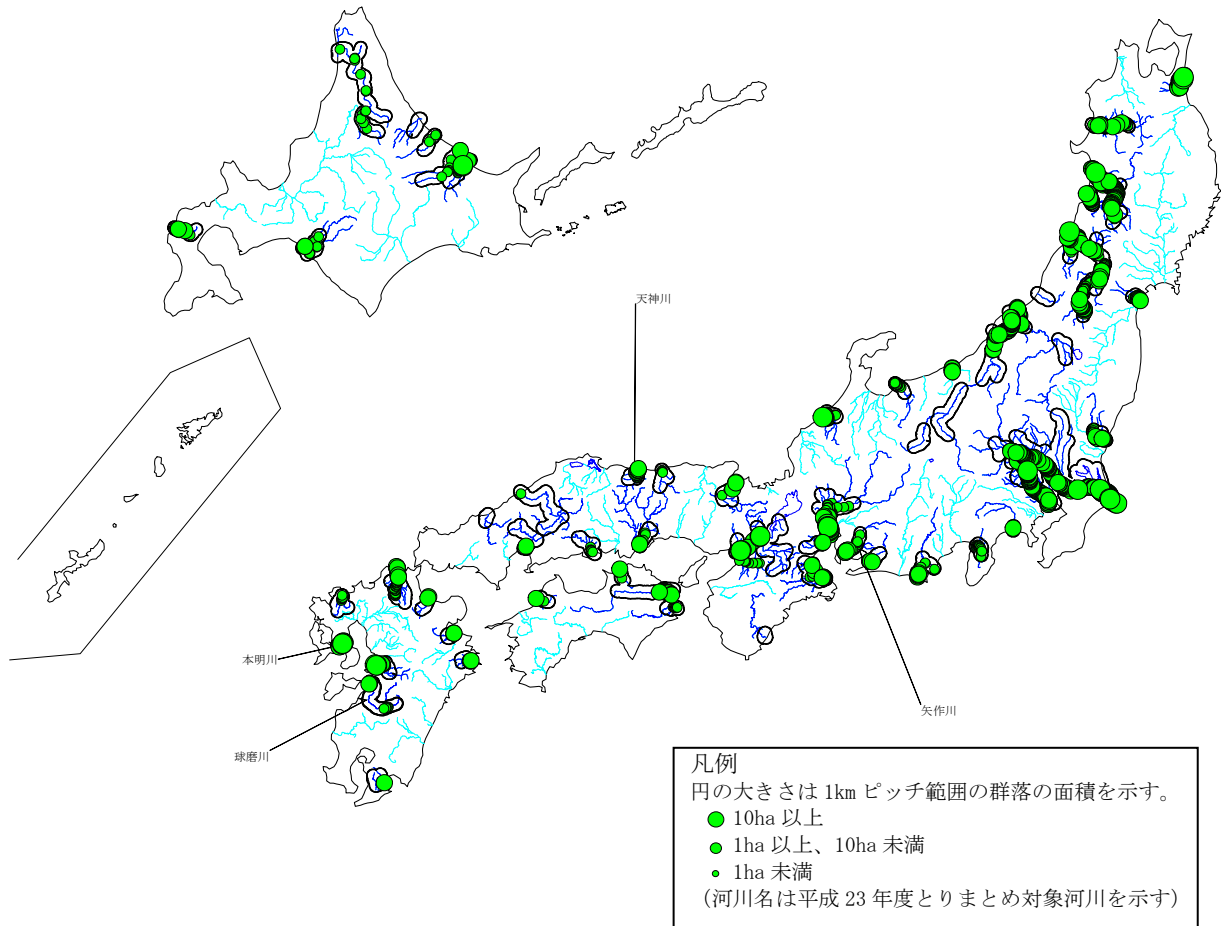 天神川
本明川
矢作川
球磨川
凡例
円の大きさは 1km ピッチ範囲の群落の面積を示す。
10ha 以上
1ha 以上、10ha 未満
1ha 未満
(河川名は平成 23 年度とりまとめ対象河川を示す)